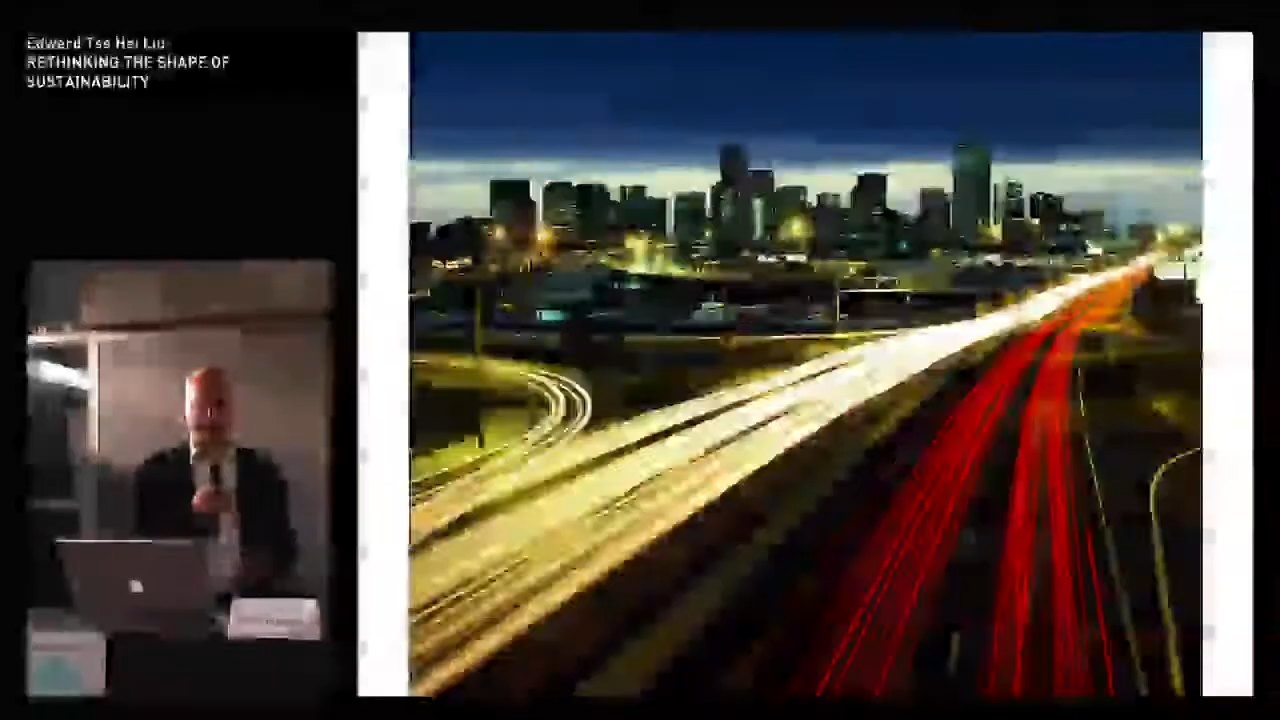 Edward Tse Hei Liu
RETHINKING THE SHAPE OF
SUSTAINABILITY